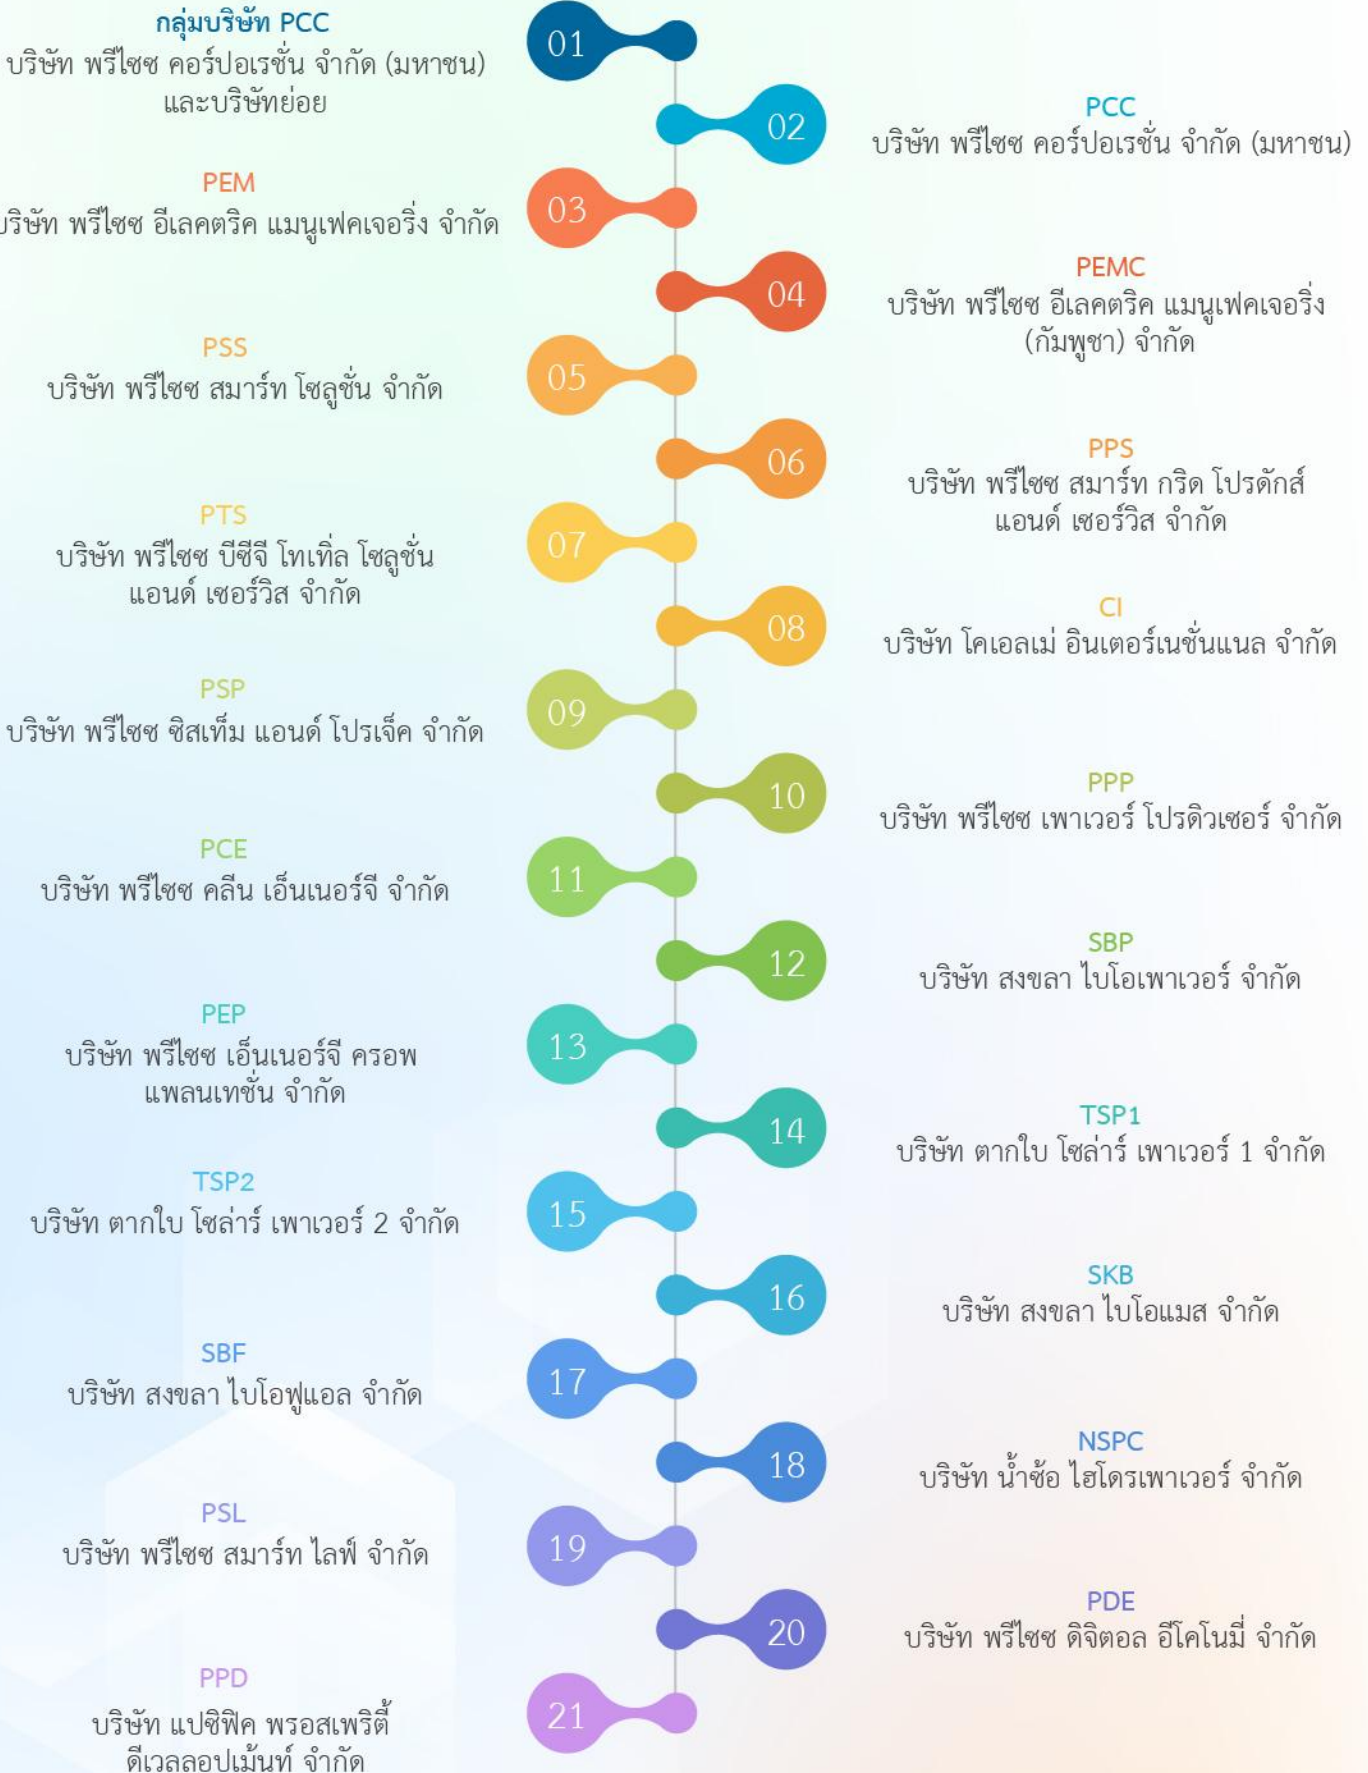 กลุ่มบริษัท PCC
บริษัท พรีไซซ คอร์ปอเรชั่น จำกัด (มหาชน)
และบริษัทย่อย
01
02
PCC
บริษัท พรีไซซ คอร์ปอเรชั่น จำกัด (มหาชน)
PEM
บริษัท พรีไซซ อีเลคตริค แมนูเฟคเจอริ่ง จำกัด
03
04
PEMC
บริษัท พรีไซซ อีเลคตริค แมนูเฟคเจอริ่ง
(กัมพูชา) จำกัด
PSS
บริษัท พรีไซซ สมาร์ท โซลูชั่น จำกัด
05
06
PPS
บริษัท พรีไซซ สมาร์ท กริด โปรดักส์
แอนด์ เซอร์วิส จำกัด
PTS
บริษัท พรีไซซ บีซีจี โทเทิ่ล โซลูชั่น
แอนด์ เซอร์วิส จำกัด
07
08
CI
บริษัท โคเอลเม่ อินเตอร์เนชั่นแนล จำกัด
PSP
บริษัท พรีไซซ ซิสเท็ม แอนด์ โปรเจ็ค จำกัด
09
10
PPP
บริษัท พรีไซซ เพาเวอร์ โปรดิวเซอร์ จำกัด
PCE
บริษัท พรีไซซ คลีน เอ็นเนอร์จี จำกัด
11
12
SBP
บริษัท สงขลา ไบโอเพาเวอร์ จำกัด
PEP
บริษัท พรีไซซ เอ็นเนอร์จี ครอพ
แพลนเทชั่น จำกัด
13
14
TSP1
บริษัท ตากใบ โซล่าร์ เพาเวอร์ 1 จำกัด
TSP2
บริษัท ตากใบ โซล่าร์ เพาเวอร์ 2 จำกัด
15
16
SKB
บริษัท สงขลา ไบโอแมส จำกัด
SBF
บริษัท สงขลา ไบโอฟูแอล จำกัด
17
18
NSPC
บริษัท น้ำซ้อ ไฮโดรเพาเวอร์ จำกัด
PSL
บริษัท พรีไซซ สมาร์ท ไลฟ์ จำกัด
19
20
PDE
บริษัท พรีไซซ ดิจิตอล อีโคโนมี่ จำกัด
PPD
บริษัท แปซิฟิค พรอสเพริตี้
ดีเวลลอปเม้นท์ จำกัด
21